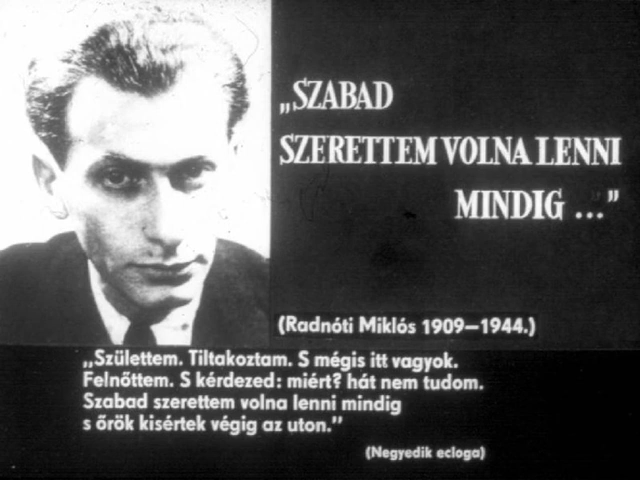 „SZABAD
SZERETTEM VOLNA LENNI
MINDIG ..."
(Radnóti Miklós 1909—1944.)
„Születtem. Tiltakoztam. S mégis itt vagyok.
Felnőttem. S kérdezed: miért? hát nem tudom.
Szabad szerettem volna lenni mindig
s őrök kisértek végig az uton."
(Negyedik ecloga)